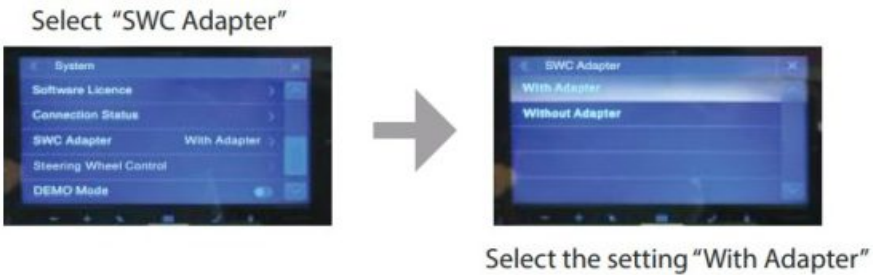 Select “SWC Adapter”
System
Software Licence
Connection Status
SWC Adapter With Adapter
Steering Wheel Control
DEMO Mode
SWC Adapter
With Adapter
Without Adapter
Select the setting “With Adapter”